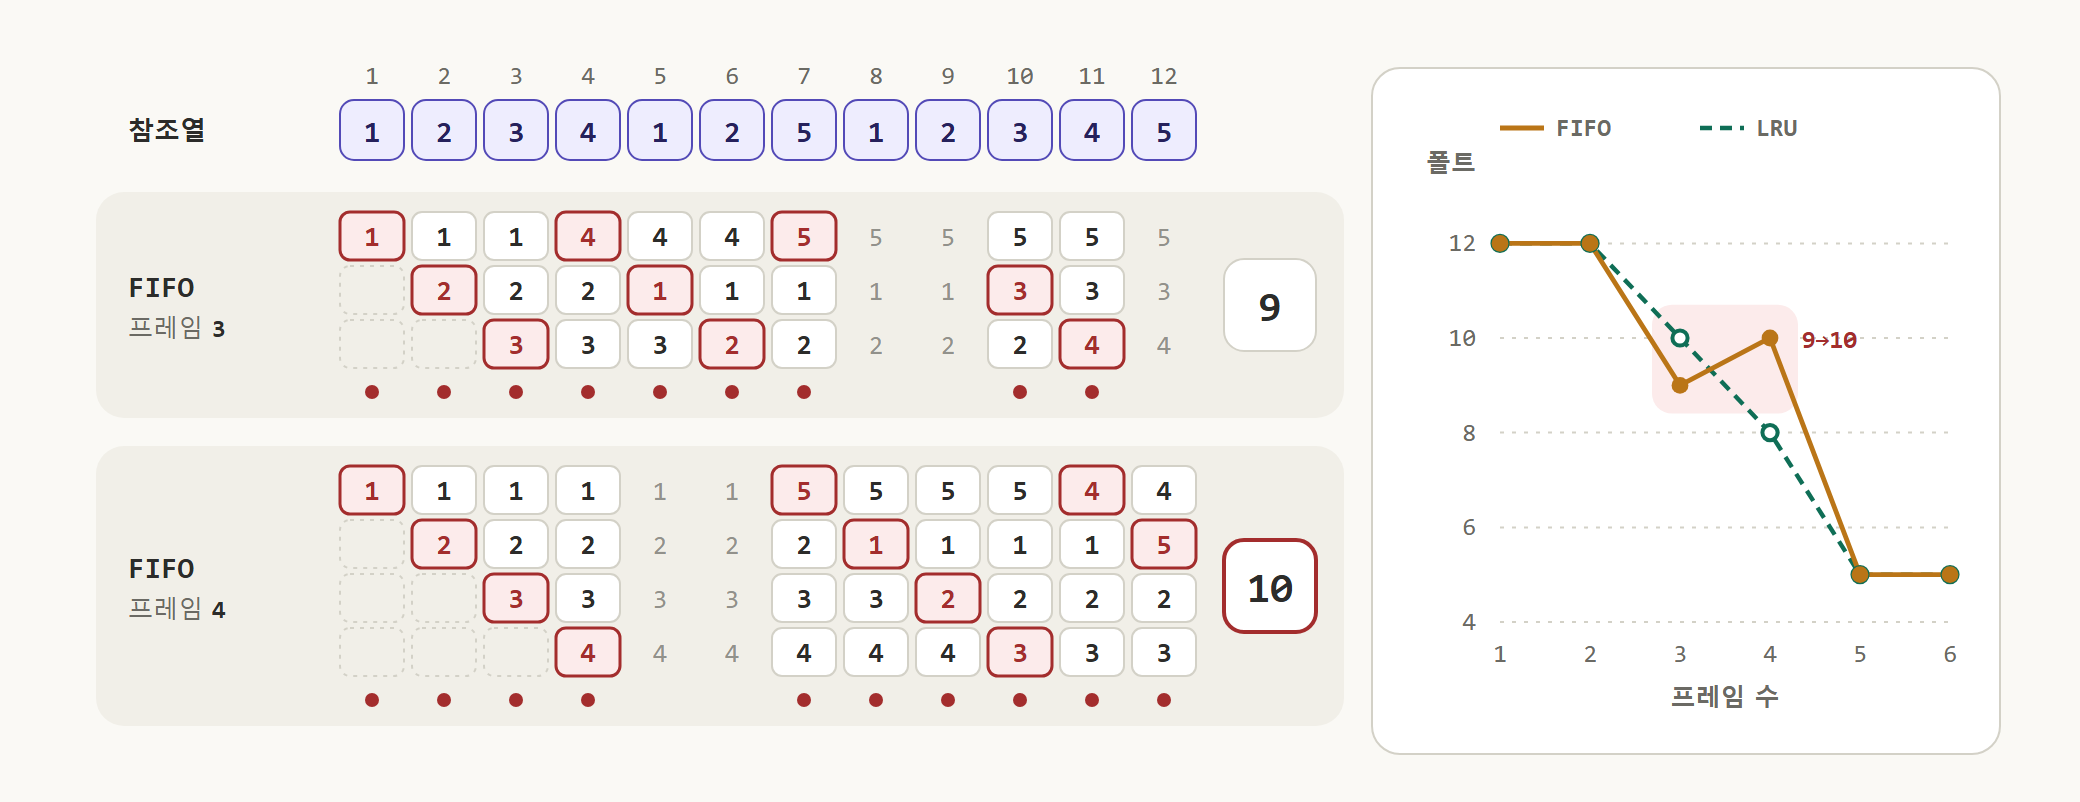 1 2 3 4 5 6 7 8 9 10 11 12
참조열 1 2 3 4 1 2 5 1 2 3 4 5
FIFO
프레임 3
1 1 1 4 4 4 5 5 5 5 5 5
2 2 2 1 1 1 1 1 3 3 3
3 3 3 2 2 2 2 2 4 4
9
FIFO
프레임 4
1 1 1 1 1 1 5 5 5 5 4 4
2 2 2 2 2 2 1 1 1 1 5
3 3 3 3 3 3 2 2 2 2
4 4 4 4 4 4 3 3 3
10
FIFO LRU
폴트
12
10
9→10
8
6
4
1 2 3 4 5 6
프레임 수